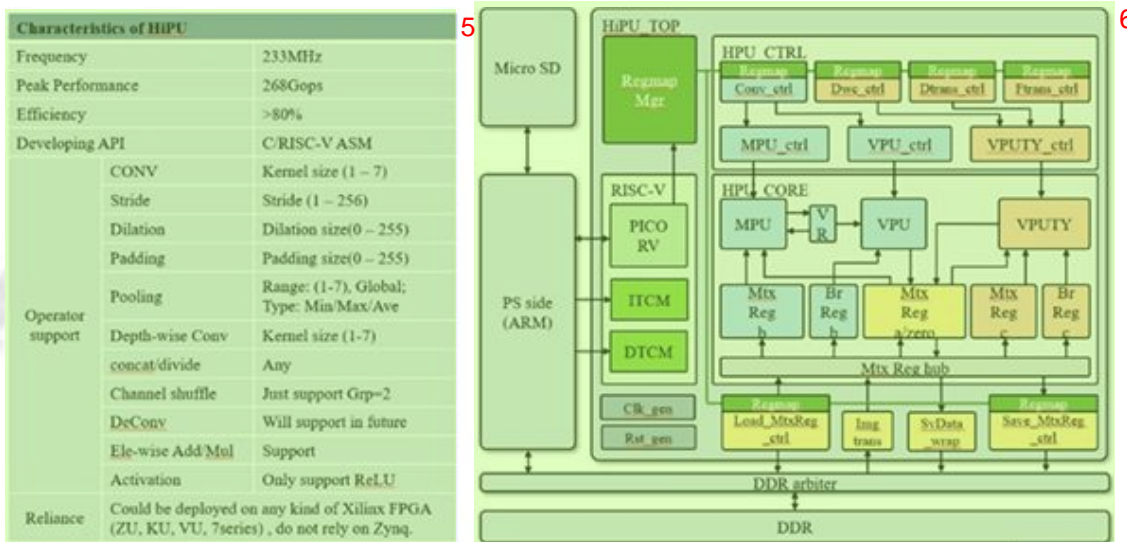 Characteristics of HiPU
Frequency 233MHz
Peak Performance 268Gops
Efficiency >80%
Developing API C/RISC-V ASM
Operator support
CONV Kernel size (1 – 7)
Stride Stride (1 – 256)
Dilation Dilation size(0 – 255)
Padding Padding size(0 – 255)
Pooling Range: (1-7), Global;
Type: Min/Max/Ave
Depth-wise Conv Kernel size (1-7)
concat/divide Any
Channel shuffle Just support Grp=2
DeConv Will support in future
Ele-wise Add/Mul Support
Activation Only support ReLU
Reliance Could be deployed on any kind of Xilinx FPGA
(ZU, KU, VU, 7series) , do not rely on Zynq.
5
6
Micro SD
PS side
(ARM)
HiPU_TOP
Regmap
Mgr
RISC-V
PICO
RV
ITCM
DTCM
Clk_gen
Rst_gen
HPU_CTRL
Regmap Regmap Regmap Regmap
Conv_ctrl Dwc_ctrl Dtrans_ctrl Ftrans_ctrl
MPU_ctrl VPU_ctrl VPUTY_ctrl
HPU_CORE
MPU
V
R
VPU
VPUTY
Mtx
Reg
b
Br
Reg
b
Mtx
Reg
a/zero
Mtx
Reg
c
Br
Reg
c
Mtx Reg hub
Regmap
Load_MtxReg
_ctrl
Img
trans
SvData
_wrap
Regmap
Save_MtxReg
_ctrl
DDR arbiter
DDR